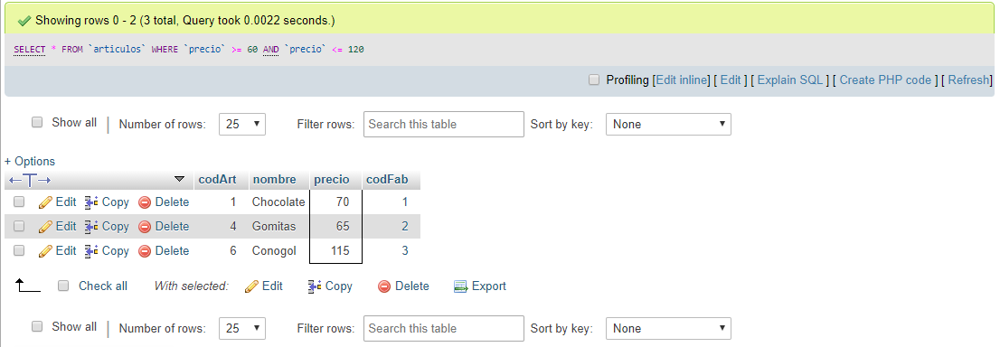 Showing rows 0 - 2 (3 total, Query took 0.0022 seconds.)
SELECT * FROM `articulos` WHERE `precio` >= 60 AND `precio` <= 120
Profiling [Edit inline] [ Edit ] [ Explain SQL ] [ Create PHP code ] [ Refresh]
Show all | Number of rows: 25 Filter rows: Search this table Sort by key: None
+ Options
←T→ codArt nombre precio codFab
Edit Copy Delete 1 Chocolate 70 1
Edit Copy Delete 4 Gomitas 65 2
Edit Copy Delete 6 Conogol 115 3
Check all With selected: Edit Copy Delete Export
Show all | Number of rows: 25 Filter rows: Search this table Sort by key: None